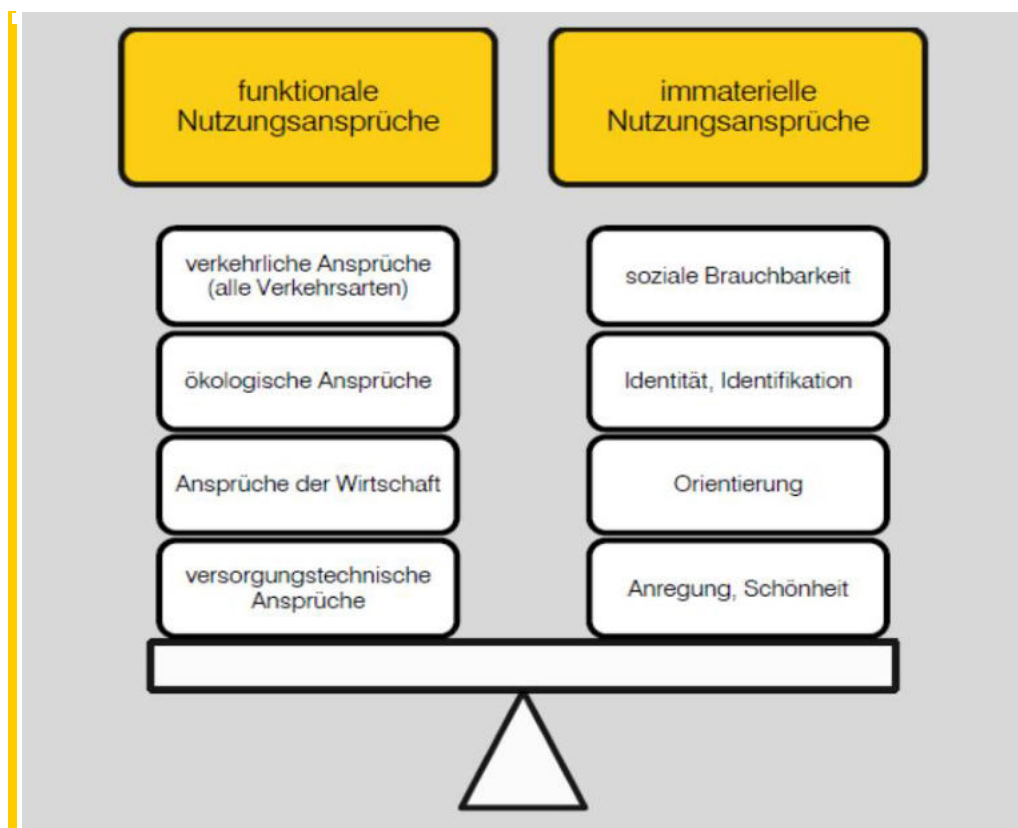 funktionale
Nutzungsansprüche
immaterielle
Nutzungsansprüche
verkehrliche Ansprüche
(alle Verkehrsarten)
ökologische Ansprüche
Ansprüche der Wirtschaft
versorgungstechnische
Ansprüche
soziale Brauchbarkeit
Identität, Identifikation
Orientierung
Anregung, Schönheit